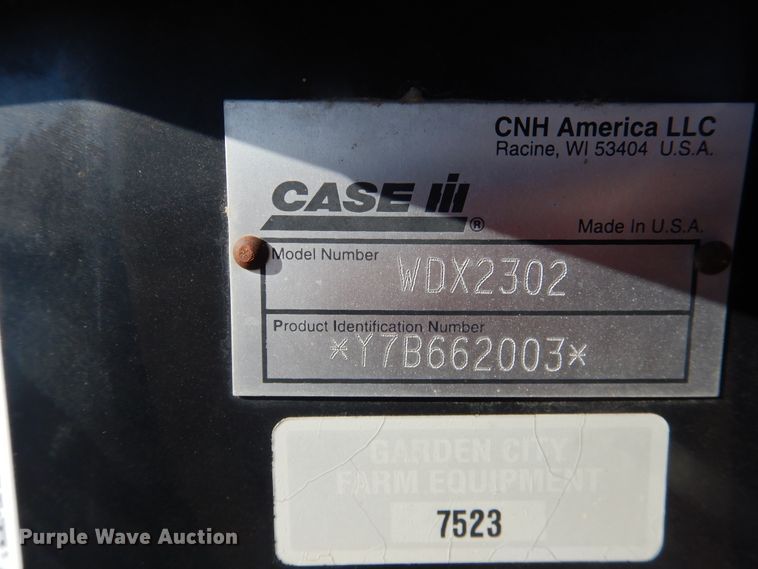 CNH America LLC
Racine, WI 53404 U.S.A.
CASE IH ®
Made In U.S.A.
Model Number
WDX2302
Product Identification Number
*Y7B662003*
GARDEN CITY
FARM EQUIPMENT
7523
Purple Wave Auction